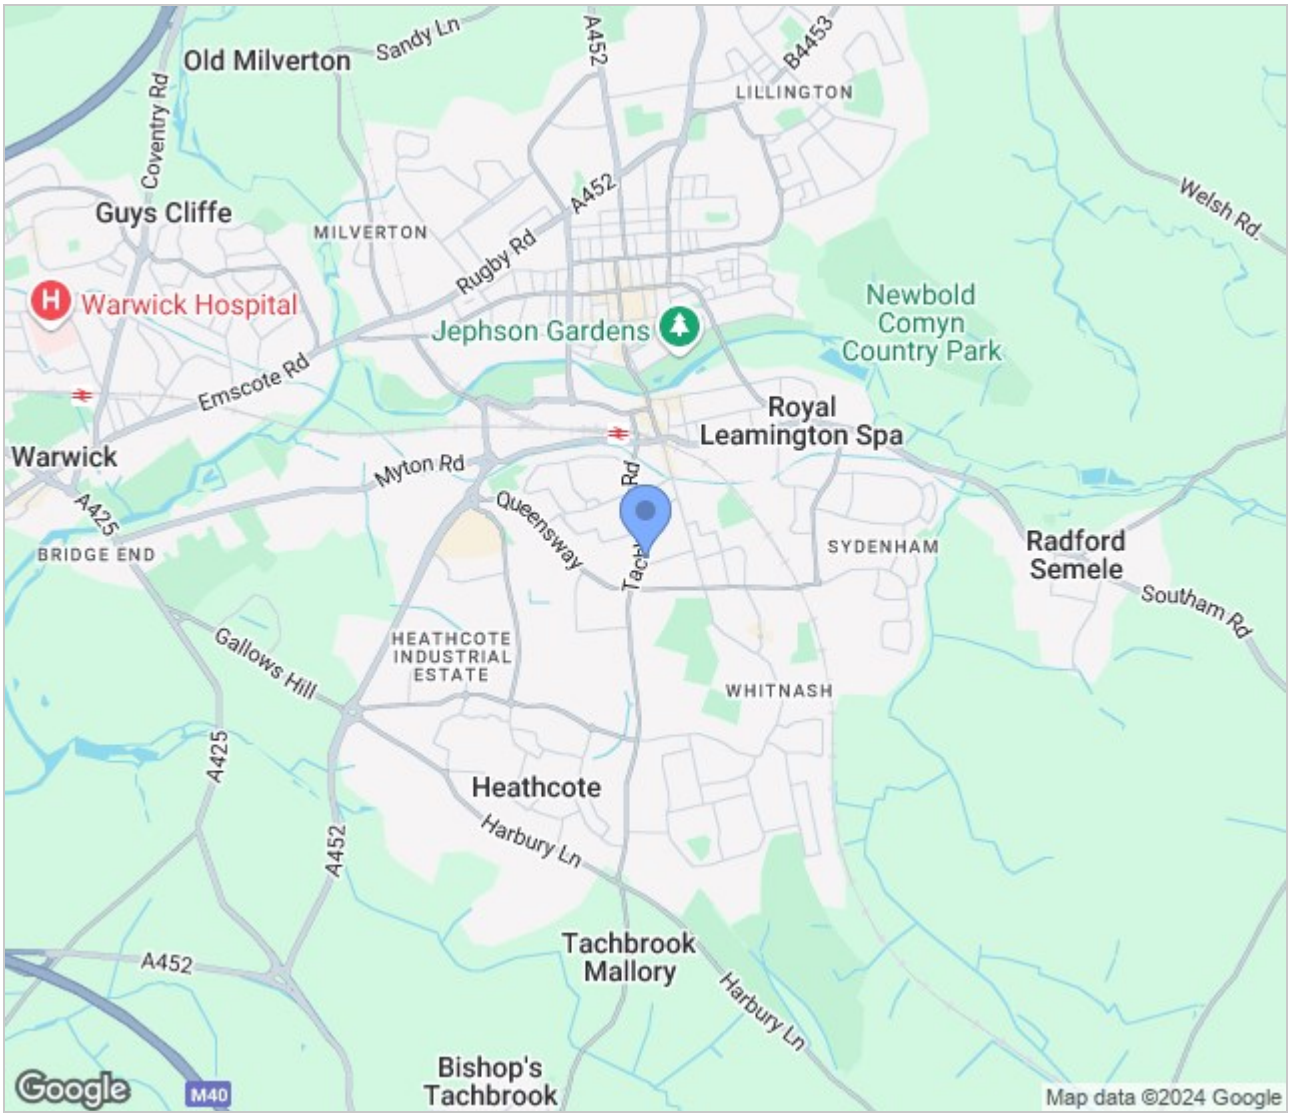 A452
Sandy Ln
B4453
Old Milverton
LILLINGTON
Coventry Rd
Welsh Rd.
A452
Guys Cliffe
MILVERTON
Rugby Rd
Warwick Hospital
Newbold
Comyn
Country Park
Jephson Gardens
Emscote Rd
Royal
Leamington Spa
Warwick
Myton Rd
Rd
A425
Queensway
BRIDGE END
SYDENHAM
Radford
Semele
Southam Rd
Gallows Hill
HEATHCOTE
INDUSTRIAL
ESTATE
WHITNASH
A425
Heathcote
Harbury Ln
A452
Tachbrook
Mallory
A452
Harbury Ln
Bishop's
Tachbrook
Google
M40
Map data ©2024 Google